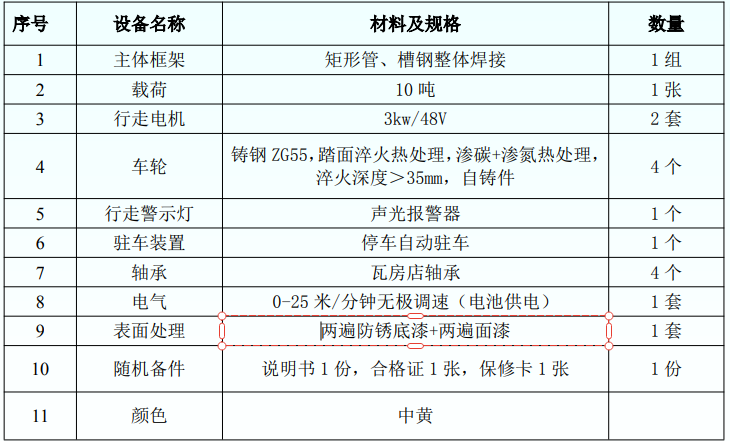 序号 设备名称 材料及规格 数量
1 主体框架 矩形管、槽钢整体焊接 1组
2 载荷 10吨 1张
3 行走电机 3kw/48V 2套
4 车轮 铸钢ZG55，踏面淬火热处理，渗碳+渗氮热处理，
淬火深度＞35mm，自铸件 4个
5 行走警示灯 声光报警器 1个
6 驻车装置 停车自动驻车 1个
7 轴承 瓦房店轴承 4个
8 电气 0-25米/分钟无极调速（电池供电） 1套
9 表面处理 两遍防锈底漆+两遍面漆 1套
10 随机备件 说明书1份，合格证1张，保修卡1张 1份
11 颜色 中黄